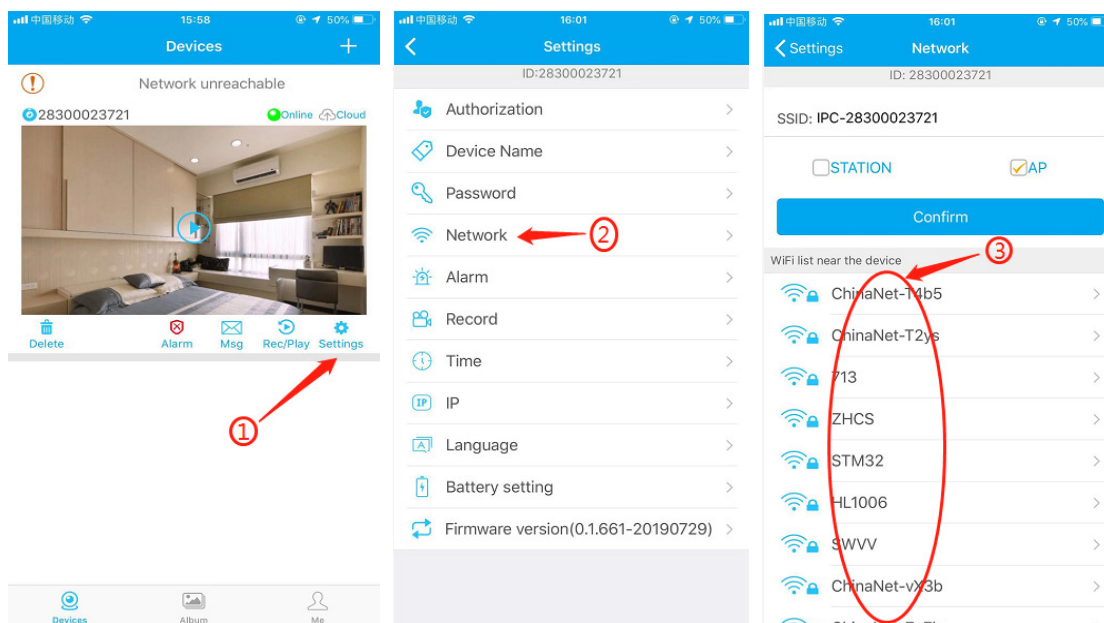 中国移动 15:58 50%
Devices +
Network unreachable
28300023721 Online Cloud
Delete Alarm Msg Rec/Play Settings
①
Devices Album Me
中国移动 16:01 50%
Settings
ID:28300023721
Authorization
Device Name
Password
Network ②
Alarm
Record
Time
IP IP
A Language
Battery setting
Firmware version(0.1.661-20190729)
中国移动 16:01 50%
Settings Network
ID: 28300023721
SSID: IPC-28300023721
STATION AP
Confirm
WiFi list near the device ③
ChinaNet-T4b5
ChinaNet-T2ys
713
ZHCS
STM32
HL1006
SWVV
ChinaNet-vX3b